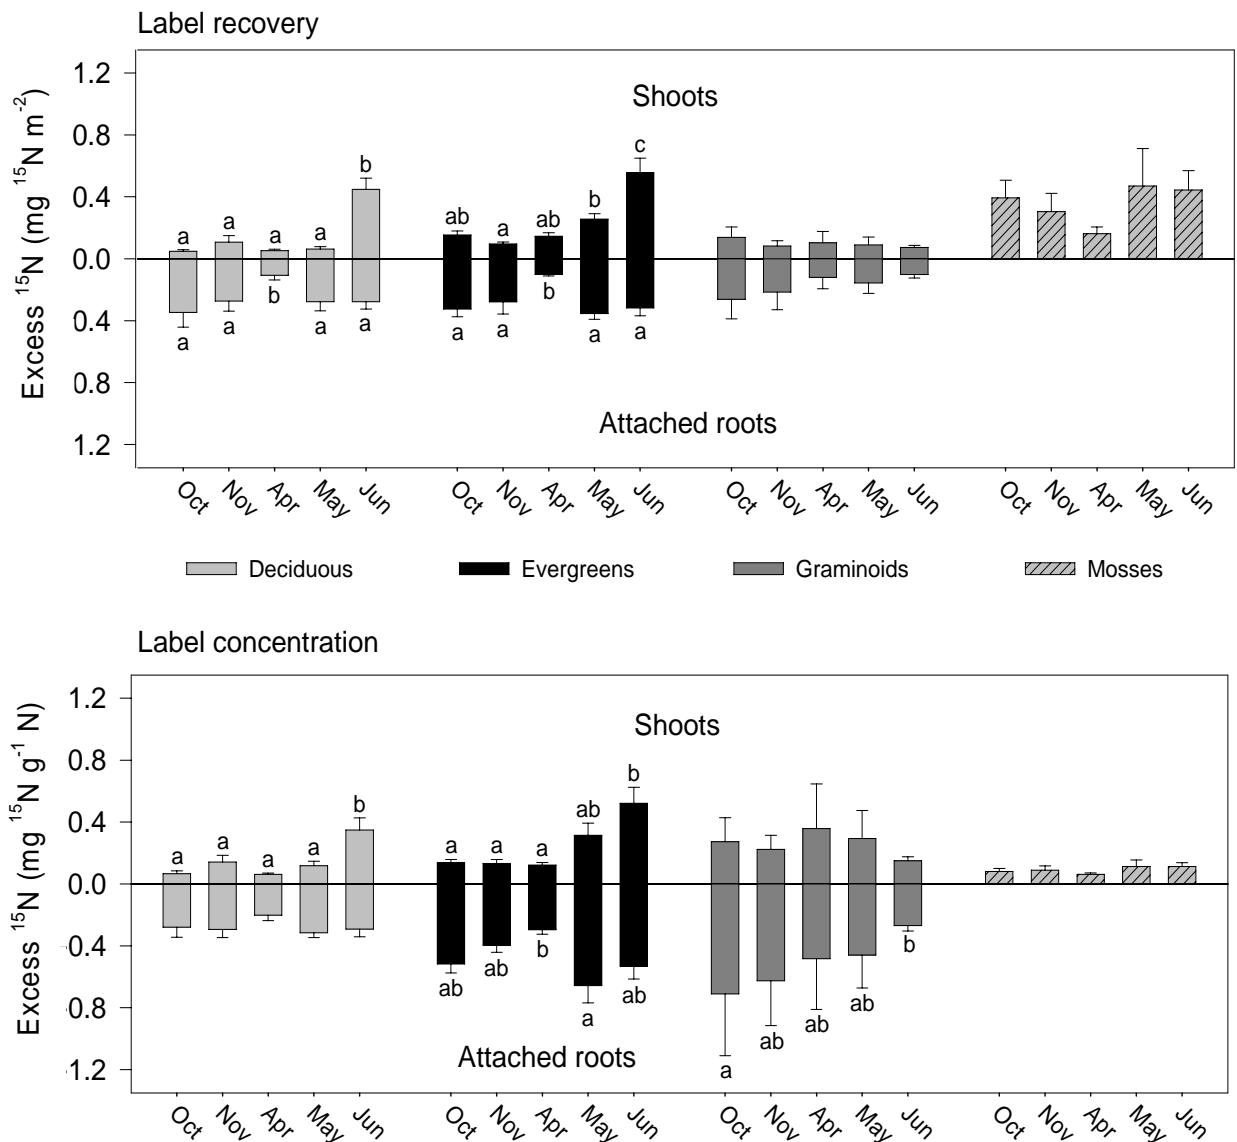 Label recovery
Excess ¹⁵N (mg ¹⁵N m⁻²)
1.2
0.8
0.4
0.0
0.4
0.8
1.2
Shoots
a a a a b ab a ab b c
a a b a a a a b a a
Attached roots
Oct Nov Apr May Jun Oct Nov Apr May Jun Oct Nov Apr May Jun Oct Nov Apr May Jun
Deciduous Evergreens Graminoids Mosses
Label concentration
Excess ¹⁵N (mg ¹⁵N g⁻¹ N)
1.2
0.8
0.4
0.0
-0.4
0.8
1.2
Shoots
a a a a b a a a ab b
ab ab b a ab a ab ab ab b
Attached roots
Oct Nov Apr May Jun Oct Nov Apr May Jun Oct Nov Apr May Jun Oct Nov Apr May Jun